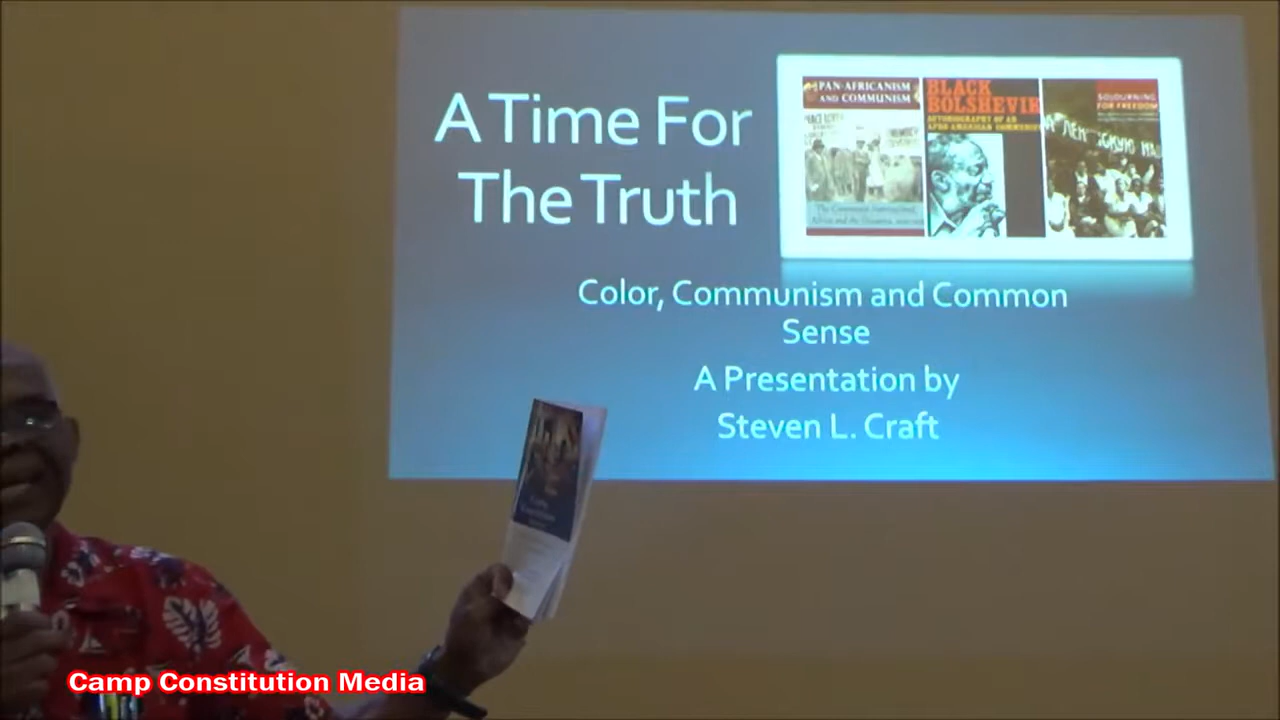 A Time For
The Truth
PAN-AFRICANISM
AND COMMUNISM
BLACK
BOLSHEVIK
AUTOBIOGRAPHY OF AN
AFRO-AMERICAN COMMUNIST
SOJOURNING
FOR FREEDOM
Color, Communism and Common
Sense
A Presentation by
Steven L. Craft
Camp Constitution Media